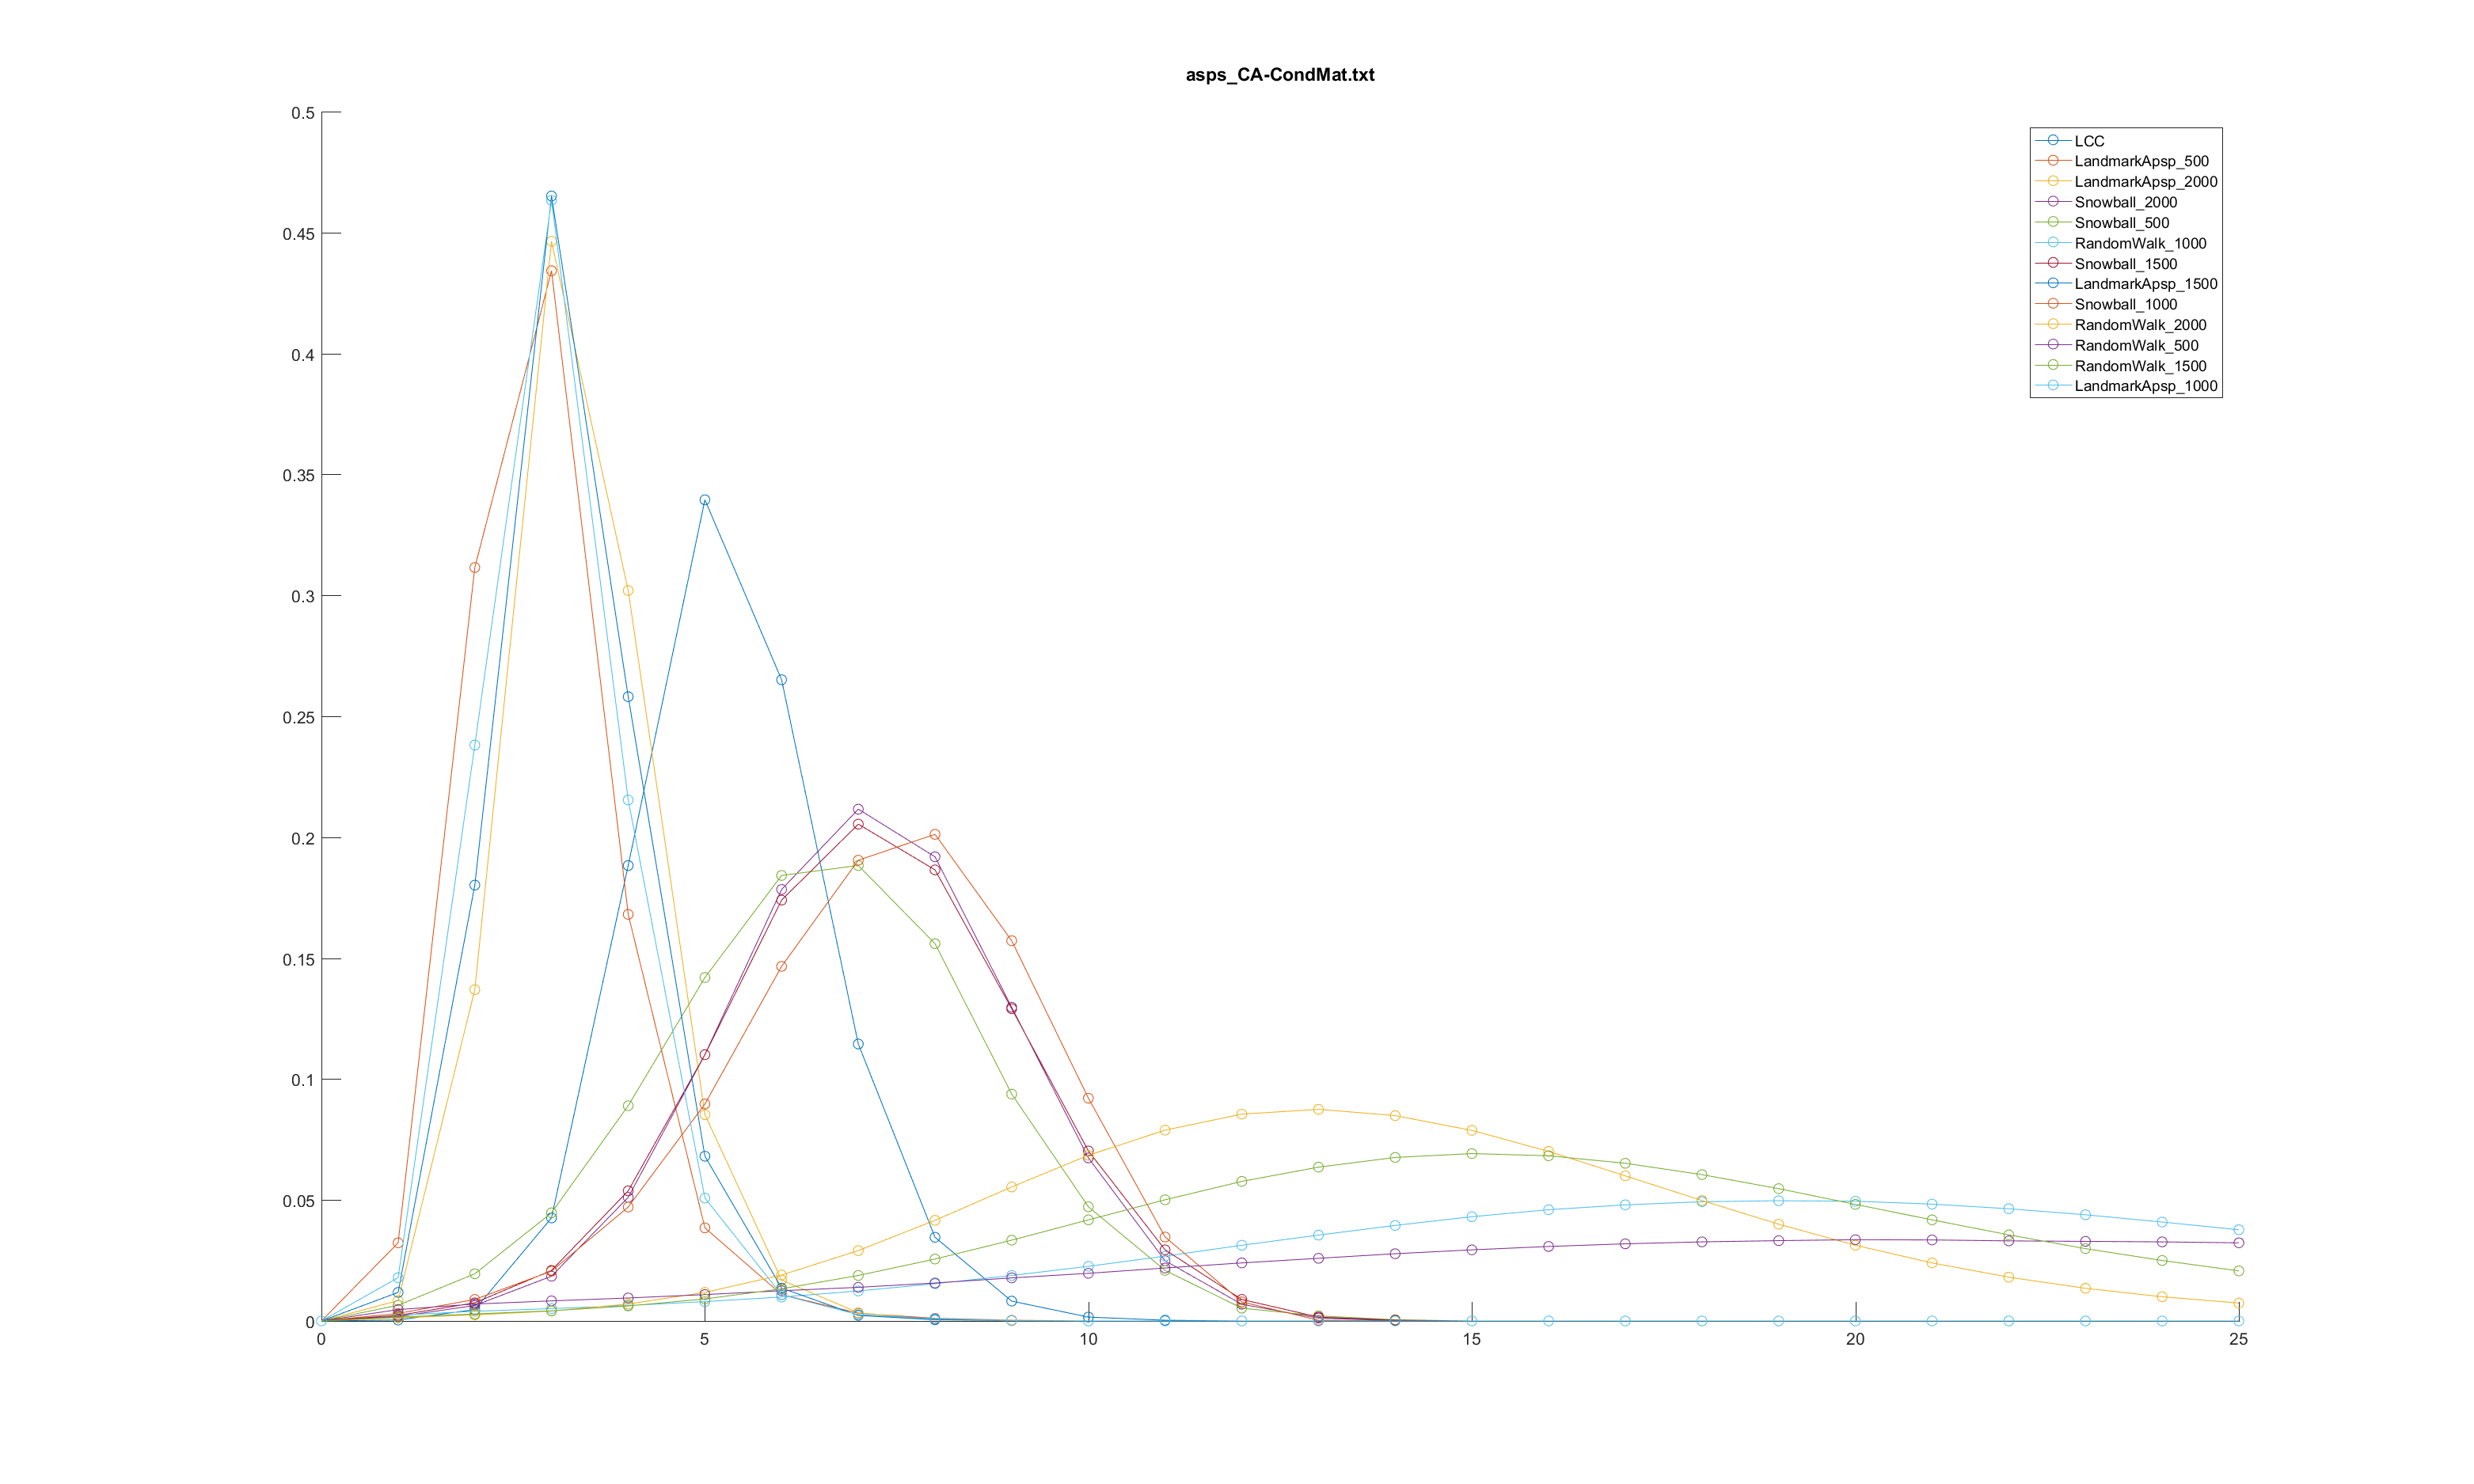 asps_CA-CondMat.txt
0.5
0.45
0.4
0.35
0.3
0.25
0.2
0.15
0.1
0.05
0
0 5 10 15 20 25
LCC
LandmarkApsp_500
LandmarkApsp_2000
Snowball_2000
Snowball_500
RandomWalk_1000
Snowball_1500
LandmarkApsp_1500
Snowball_1000
RandomWalk_2000
RandomWalk_500
RandomWalk_1500
LandmarkApsp_1000